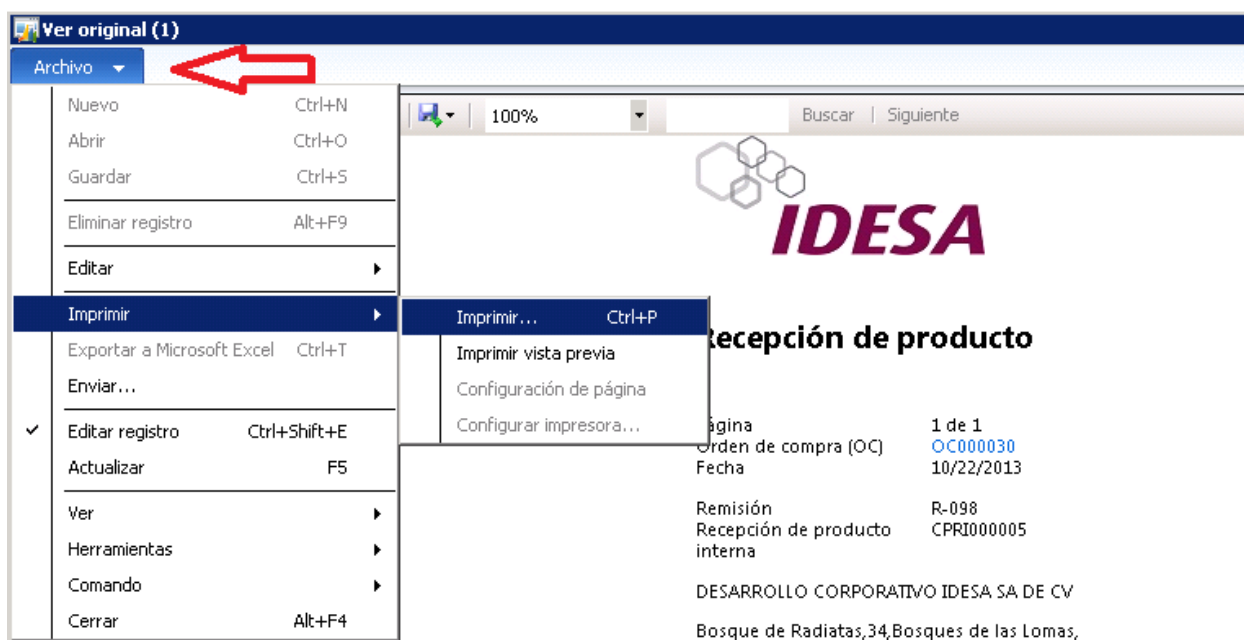 Ver original (1)
Archivo
Nuevo Ctrl+N
Abrir Ctrl+O
Guardar Ctrl+S
Eliminar registro Alt+F9
Editar
Imprimir
Exportar a Microsoft Excel Ctrl+T
Enviar...
Editar registro Ctrl+Shift+E
Actualizar F5
Ver
Herramientas
Comando
Cerrar Alt+F4
Imprimir... Ctrl+P
Imprimir vista previa
Configuración de página
Configurar impresora...
100% Buscar | Siguiente
IDESA
Recepción de producto
Página 1 de 1
Orden de compra (OC) OC000030
Fecha 10/22/2013
Remisión R-098
Recepción de producto CPRI000005
interna
DESARROLLO CORPORATIVO IDESA SA DE CV
Bosque de Radiatas,34,Bosques de las Lomas,